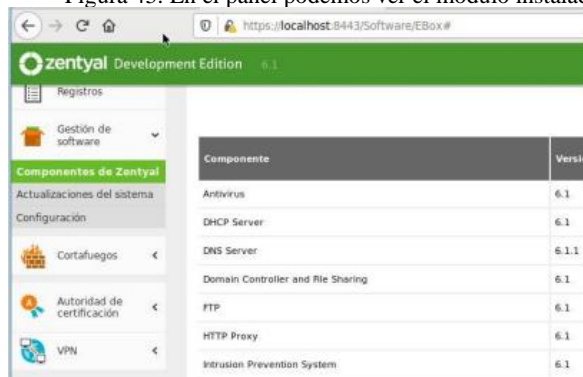 Figura 43. En el panel podemos ver el módulo instalad
https://localhost:8443/Software/EBox#
zentyal Development Edition 6.1
Registros
Gestión de
software
Componentes de Zentyal
Actualizaciones del sistema
Configuración
Cortafuegos
Autoridad de
certificación
VPN
Componente Versi
Antivirus 6.1
DHCP Server 6.1
DNS Server 6.1.1
Domain Controller and File Sharing 6.1
FTP 6.1
HTTP Proxy 6.1
Intrusion Prevention System 6.1